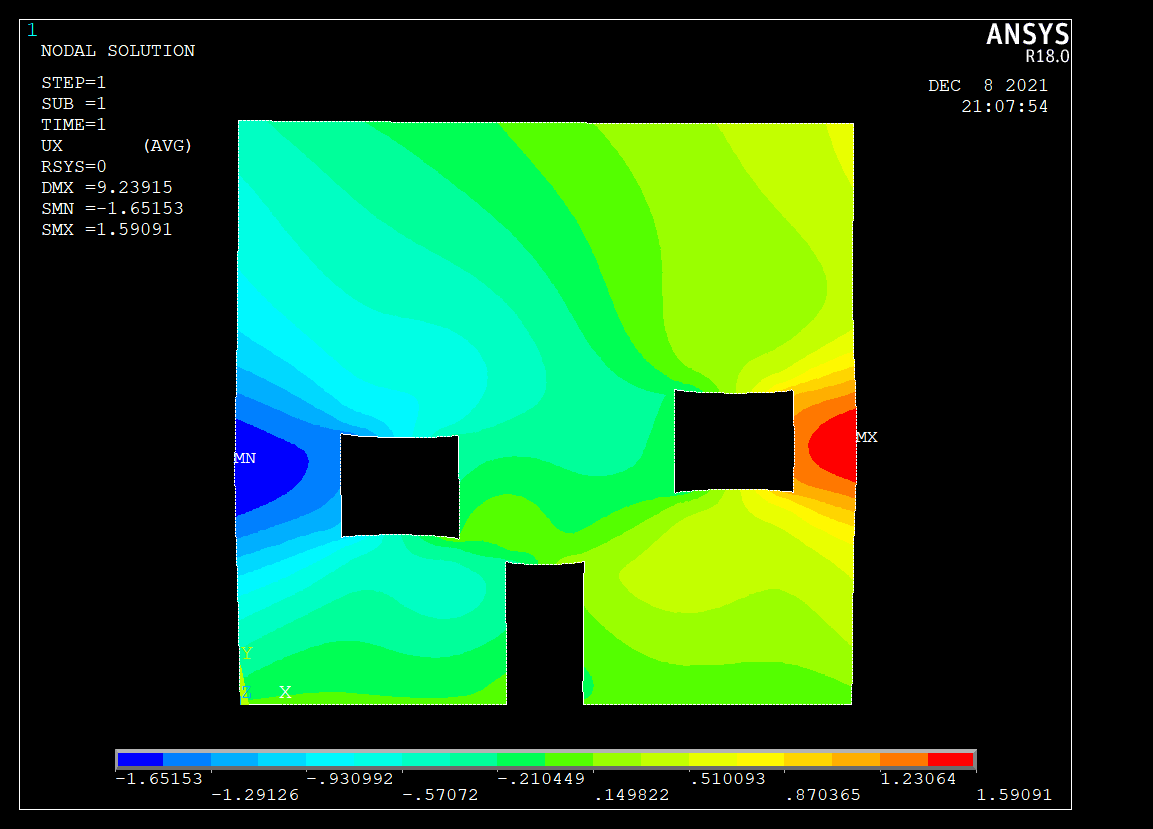 1
ANSYS
R18.0
NODAL SOLUTION
STEP=1
SUB =1
TIME=1
UX (AVG)
RSYS=0
DMX =9.23915
SMN =-1.65153
SMX =1.59091
DEC 8 2021
21:07:54
MX
MN
Y
Z X
-1.65153 -.930992 -.210449 .510093 1.23064
-1.29126 -.57072 .149822 .870365 1.59091